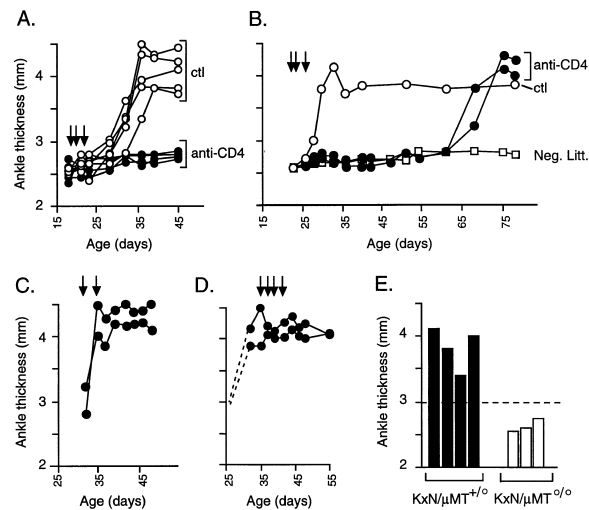 A.
B.
Ankle thickness (mm)
4
3
2
15
25
35
45
Age (days)
ctl
anti-CD4
15
25
35
45
55
65
75
Age (days)
anti-CD4
ctl
Neg. Litt.
C.
D.
E.
Ankle thickness (mm)
4
3
2
25
35
45
Age (days)
25
35
45
55
Age (days)
Ankle thickness (mm)
4
3
2
KxN/μMT+/o
KxN/μMTo/o